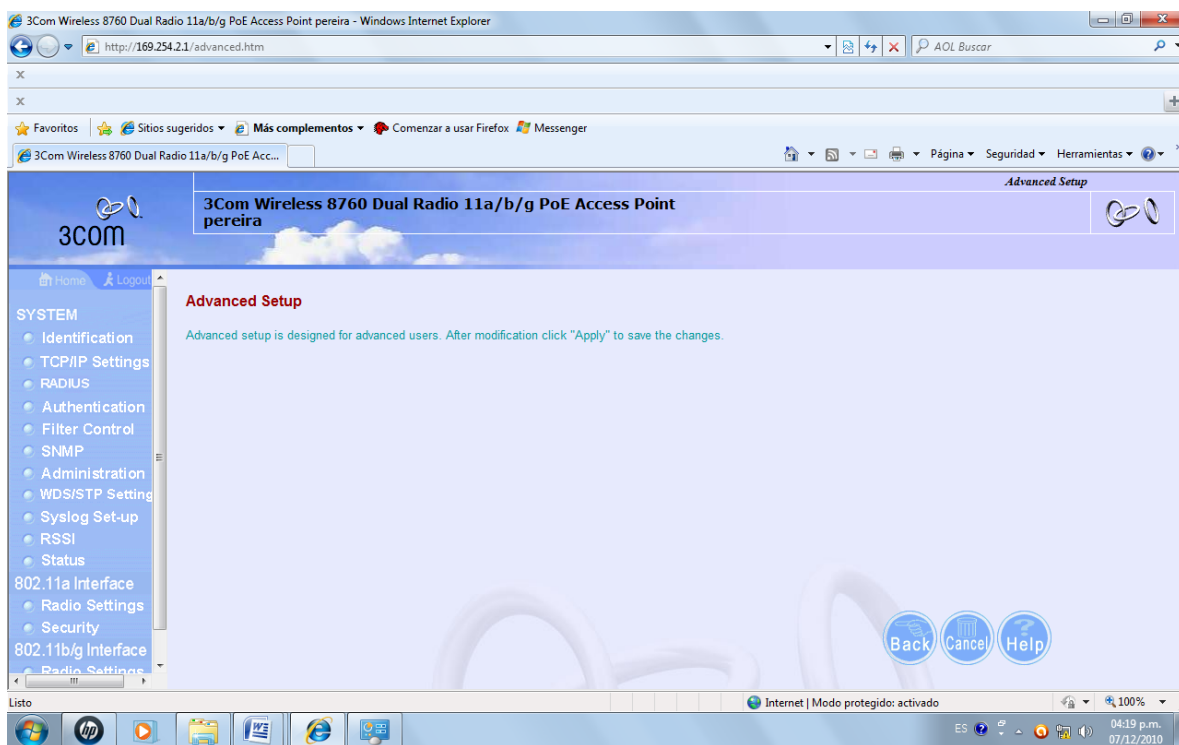 3Com Wireless 8760 Dual Radio 11a/b/g PoE Access Point pereira - Windows Internet Explorer
http://169.254.2.1/advanced.htm
AOL Buscar
x
x
Favoritos Sitios sugeridos Más complementos Comenzar a usar Firefox Messenger
3Com Wireless 8760 Dual Radio 11a/b/g PoE Acc...
Página Seguridad Herramientas
Advanced Setup
3COM
3Com Wireless 8760 Dual Radio 11a/b/g PoE Access Point
pereira
Home Logout
SYSTEM
Identification
TCP/IP Settings
RADIUS
Authentication
Filter Control
SNMP
Administration
WDS/STP Setting
Syslog Set-up
RSSI
Status
802.11a Interface
Radio Settings
Security
802.11b/g Interface
Radio Settings
Advanced Setup
Advanced setup is designed for advanced users. After modification click "Apply" to save the changes.
Back Cancel Help
Listo
Internet | Modo protegido: activado
100%
hp
ES
04:19 p.m.
07/12/2010